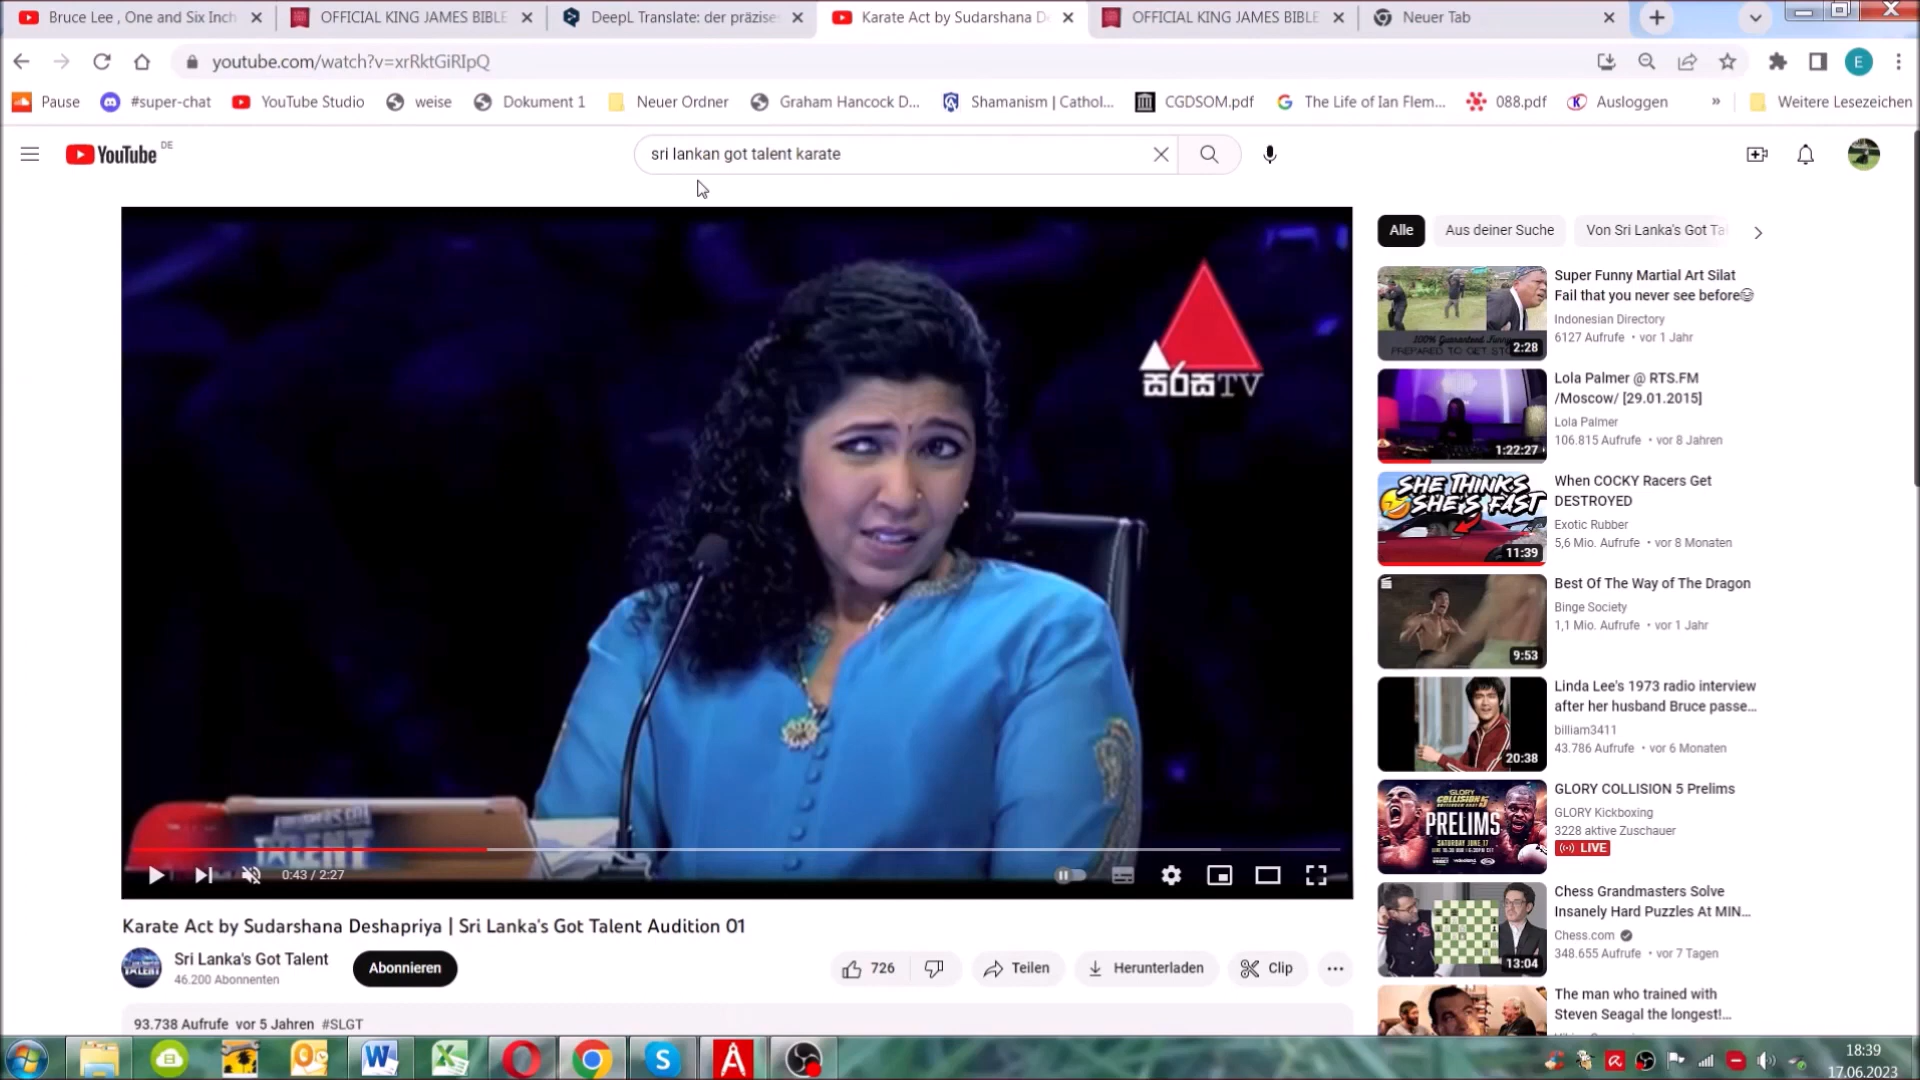 Bruce Lee , One and Six Inch
OFFICIAL KING JAMES BIBLE
DeepL Translate: der präzises
Karate Act by Sudarshana D
OFFICIAL KING JAMES BIBLE
Neuer Tab
youtube.com/watch?v=xrRktGiRIpQ
E
Pause
#super-chat
YouTube Studio
weise
Dokument 1
Neuer Ordner
Graham Hancock D...
Shamanism | Cathol...
CGDSOM.pdf
The Life of Ian Flem...
088.pdf
Ausloggen
»
Weitere Lesezeichen
YouTube DE
sri lankan got talent karate
සිරස TV
TALENT
0:43 / 2:27
Karate Act by Sudarshana Deshapriya | Sri Lanka's Got Talent Audition 01
Sri Lanka's Got Talent
46.200 Abonnenten
Abonnieren
726
Teilen
Herunterladen
Clip
93.738 Aufrufe vor 5 Jahren #SLGT
Alle
Aus deiner Suche
Von Sri Lanka's Got Ta
2:28
Super Funny Martial Art Silat
Fail that you never see before😂
Indonesian Directory
6127 Aufrufe • vor 1 Jahr
1:22:27
Lola Palmer @ RTS.FM
/Moscow/ [29.01.2015]
Lola Palmer
106.815 Aufrufe • vor 8 Jahren
SHE THINKS
SHE'S FAST
11:39
When COCKY Racers Get
DESTROYED
Exotic Rubber
5,6 Mio. Aufrufe • vor 8 Monaten
9:53
Best Of The Way of The Dragon
Binge Society
1,1 Mio. Aufrufe • vor 1 Jahr
20:38
Linda Lee's 1973 radio interview
after her husband Bruce passe...
billiam3411
43.786 Aufrufe • vor 6 Monaten
GLORY
COLLISION 5
PRELIMS
SATURDAY JUNE 17
GLORY COLLISION 5 Prelims
GLORY Kickboxing
3228 aktive Zuschauer
LIVE
13:04
Chess Grandmasters Solve
Insanely Hard Puzzles At MIN...
Chess.com
348.655 Aufrufe • vor 7 Tagen
The man who trained with
Steven Seagal the longest!...
18:39
17.06.2023